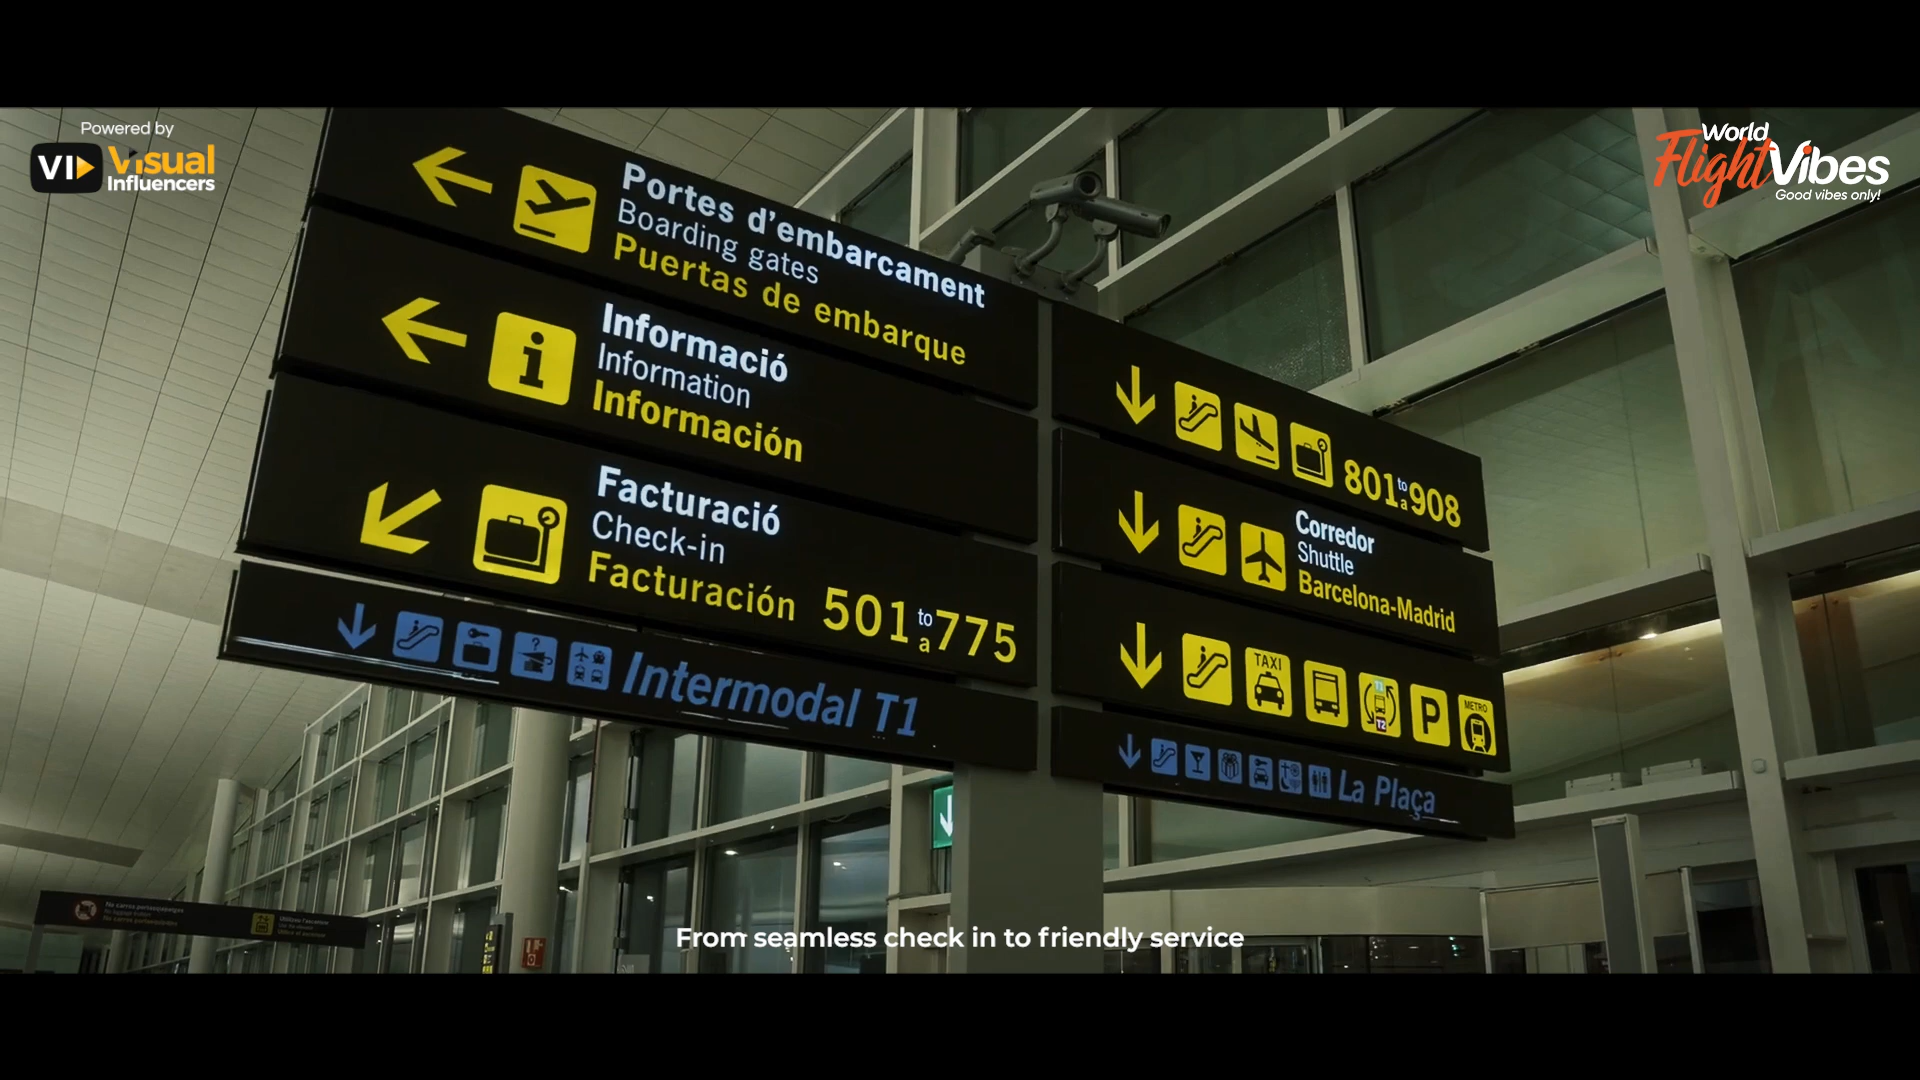 Powered by
VI Visual
Influencers
World
Flight Vibes
Good vibes only!
Portes d'embarcament
Boarding gates
Puertas de embarque
i
Informació
Information
Información
Facturació
Check-in
Facturación 501 to a 775
?
Intermodal T1
801 to a 908
Corredor
Shuttle
Barcelona-Madrid
TAXI
T1
T2
P
METRO
La Plaça
From seamless check in to friendly service